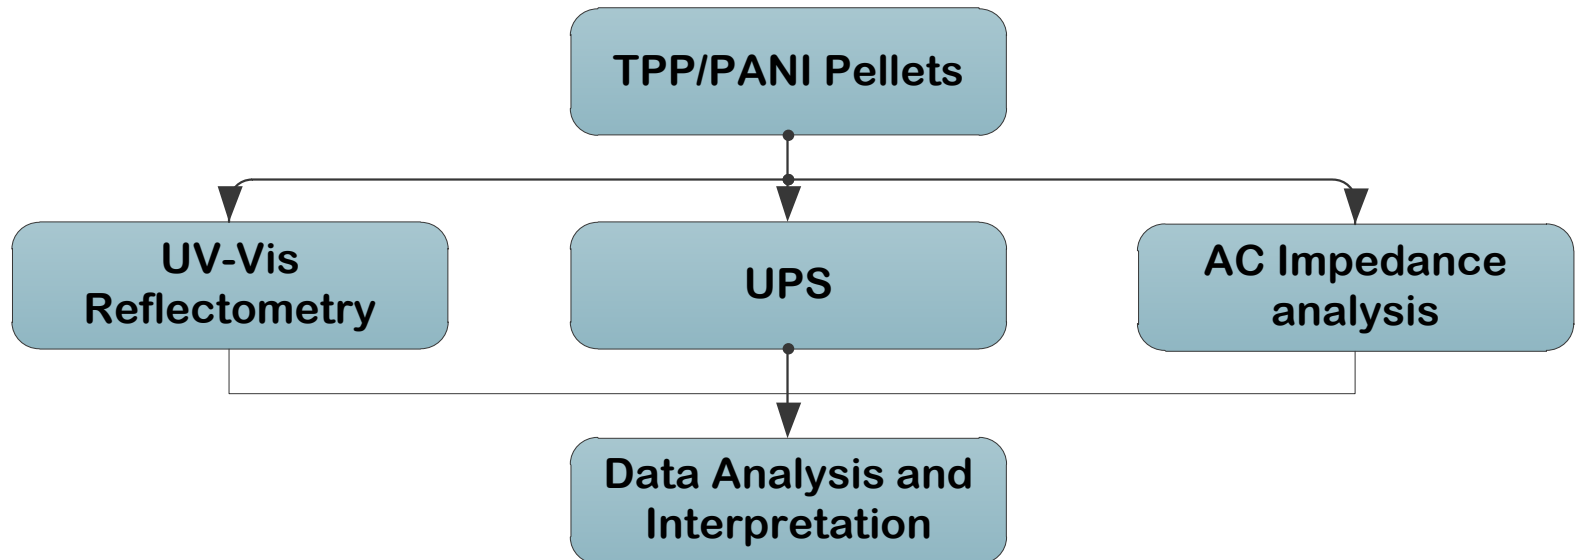 TPP/PANI Pellets
UV-Vis
Reflectometry
UPS
AC Impedance
analysis
Data Analysis and
Interpretation